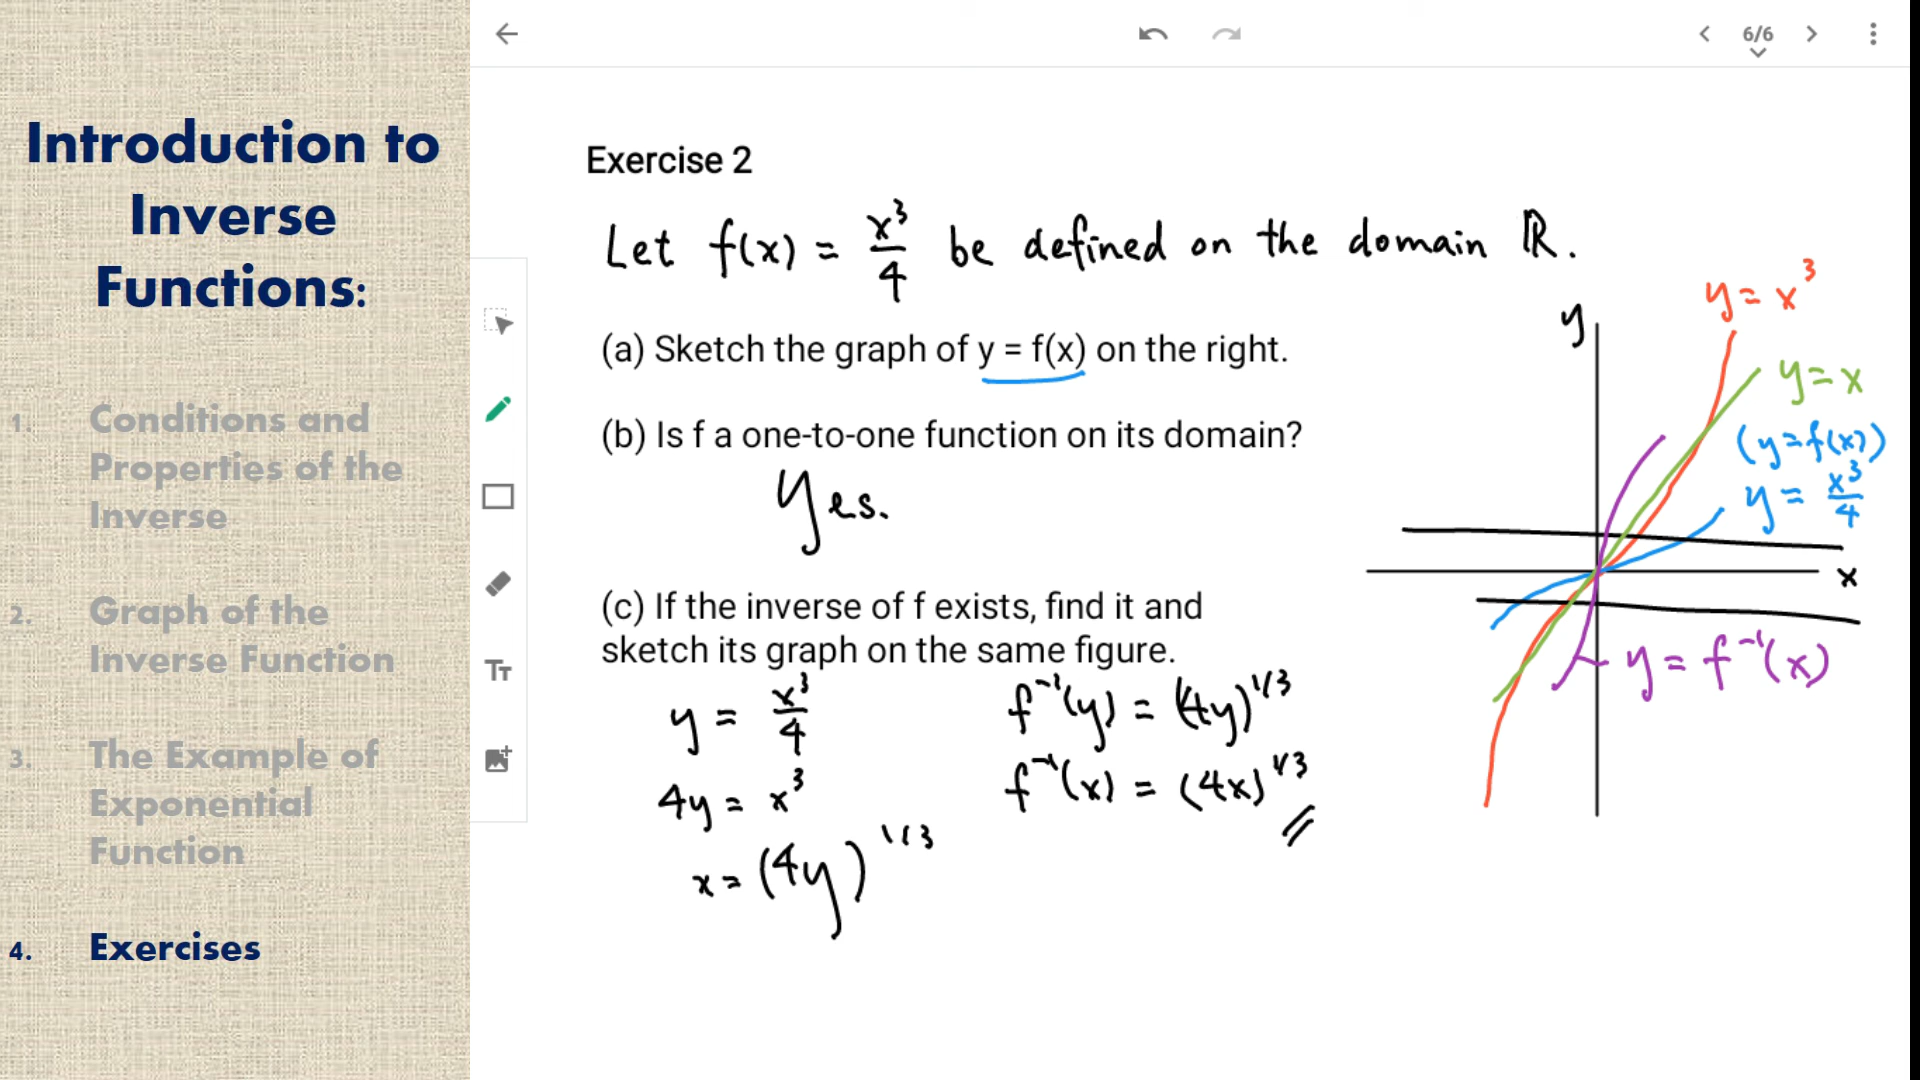 Introduction to
Inverse
Functions:
1. Conditions and
Properties of the
Inverse
2. Graph of the
Inverse Function
3. The Example of
Exponential
Function
4. Exercises
6/6
Exercise 2
Let f(x) = x³/4 be defined on the domain ℝ.
(a) Sketch the graph of y = f(x) on the right.
(b) Is f a one-to-one function on its domain?
Yes.
(c) If the inverse of f exists, find it and
sketch its graph on the same figure.
y = x³/4
4y = x³
x = (4y)^1/3
f⁻¹(y) = (4y)^1/3
f⁻¹(x) = (4x)^1/3
y
y = x³
y = x
(y = f(x))
y = x³/4
x
y = f⁻¹(x)
Tt